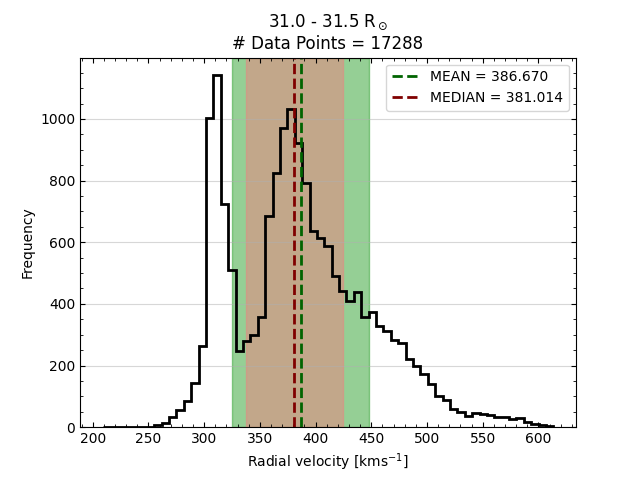 31.0 - 31.5 R⊙
# Data Points = 17288
MEAN = 386.670
MEDIAN = 381.014
Frequency
1000
800
600
400
200
0
200 250 300 350 400 450 500 550 600
Radial velocity [kms⁻¹]